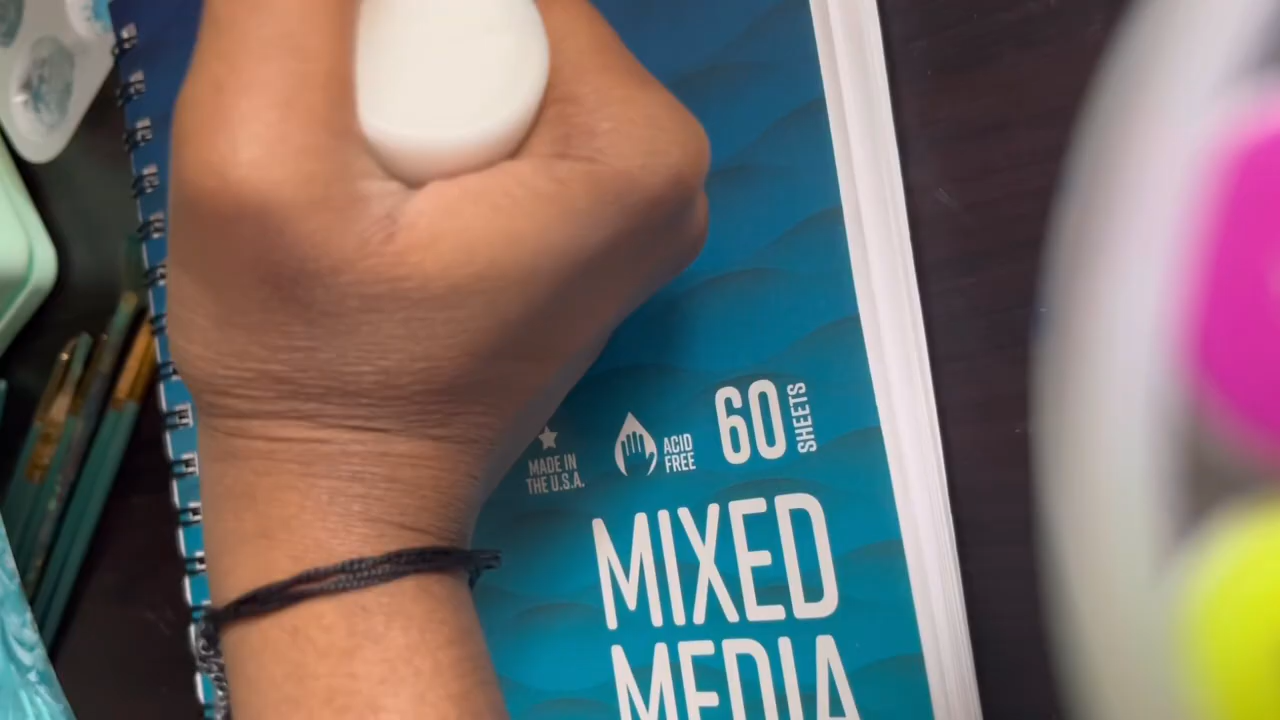 MADE IN
THE U.S.A.
ACID
FREE
60
SHEETS
MIXED
MEDIA